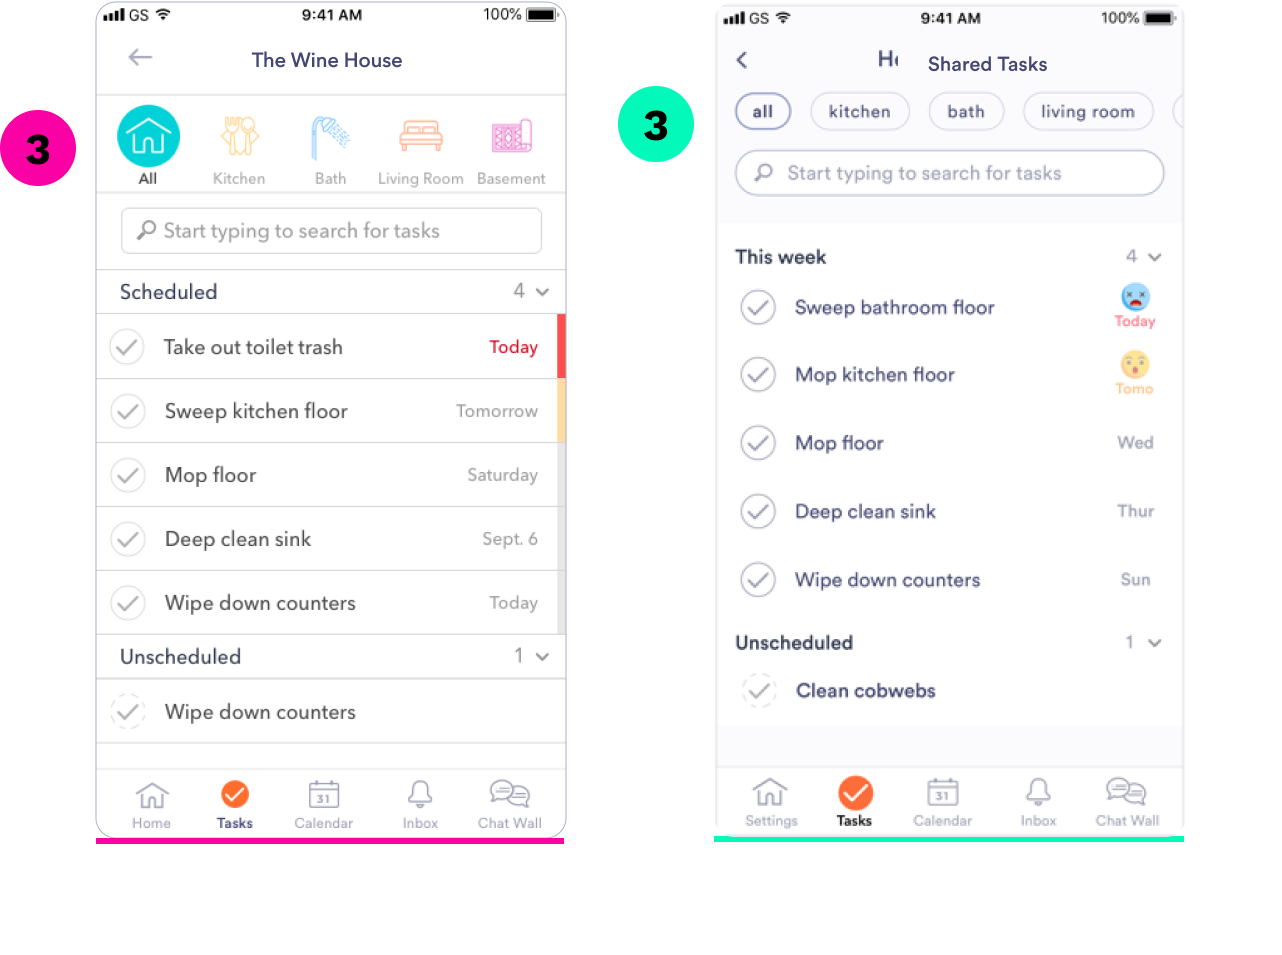 GS 9:41 AM 100%
The Wine House
3
All Kitchen Bath Living Room Basement
Start typing to search for tasks
Scheduled 4
Take out toilet trash Today
Sweep kitchen floor Tomorrow
Mop floor Saturday
Deep clean sink Sept. 6
Wipe down counters Today
Unscheduled 1
Wipe down counters
31
Home Tasks Calendar Inbox Chat Wall
GS 9:41 AM 100%
Shared Tasks
3
all kitchen bath living room
Start typing to search for tasks
This week 4
Sweep bathroom floor Today
Mop kitchen floor Tomo
Mop floor Wed
Deep clean sink Thur
Wipe down counters Sun
Unscheduled 1
Clean cobwebs
31
Settings Tasks Calendar Inbox Chat Wall